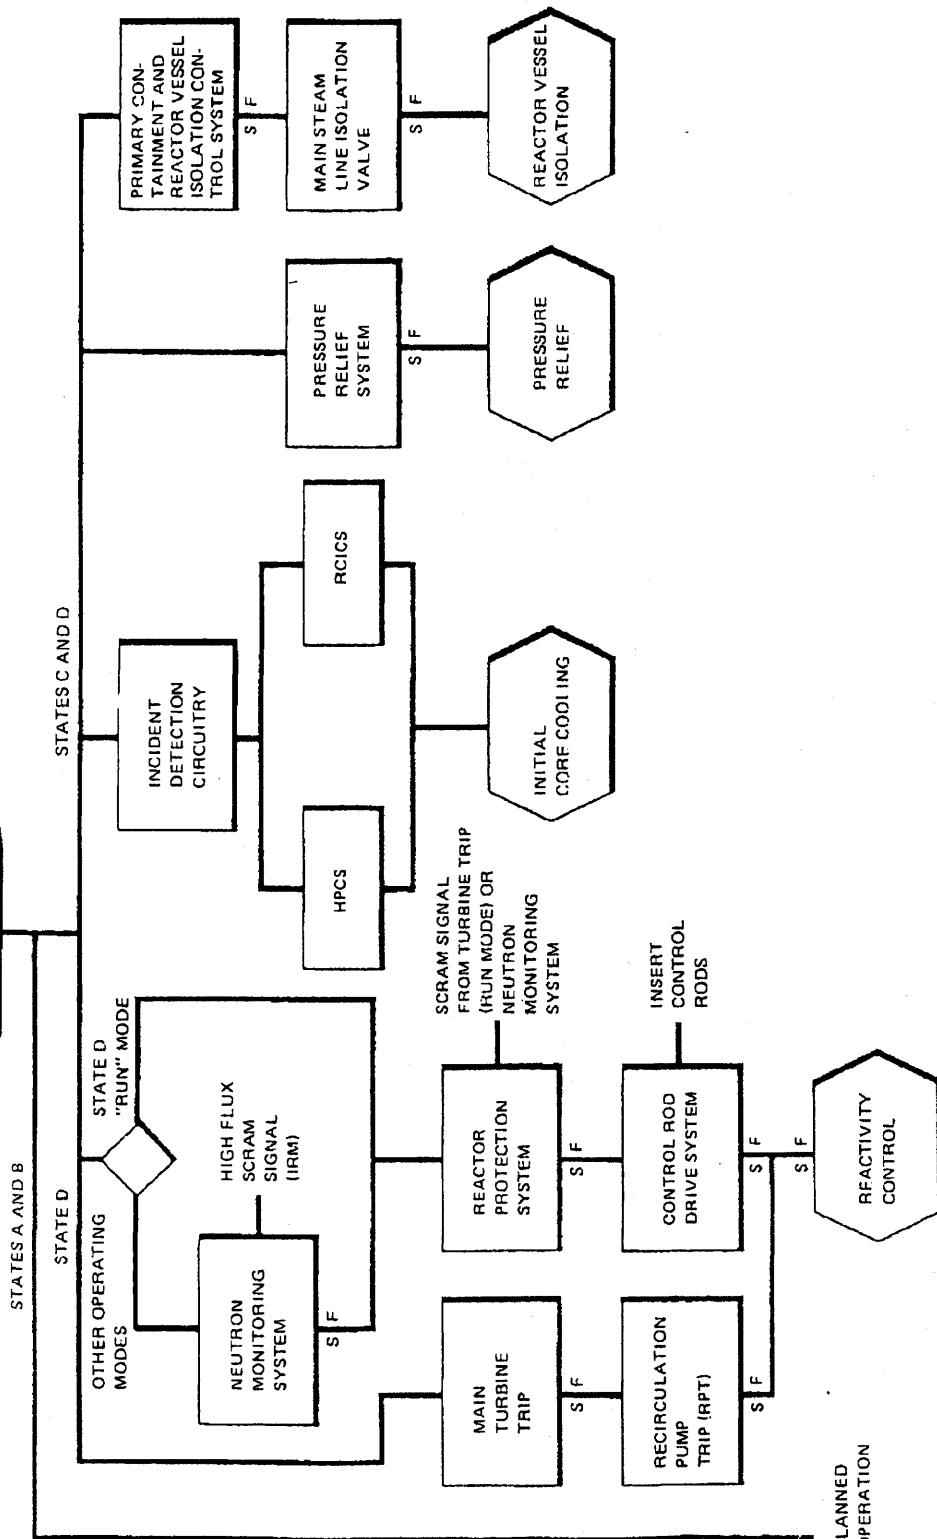 STATES A AND B
STATE D
STATES C AND D
OTHER OPERATING
MODES
STATE D
"RUN" MODE
NEUTRON
MONITORING
SYSTEM
S F
HIGH FLUX
SCRAM
SIGNAL
(IRM)
MAIN
TURBINE
TRIP
S F
RECIRCULATION
PUMP
TRIP (RPT)
S F
REACTOR
PROTECTION
SYSTEM
S F
SCRAM SIGNAL
FROM TURBINE TRIP
(RUN MODE) OR
NEUTRON
MONITORING
SYSTEM
CONTROL ROD
DRIVE SYSTEM
S F
S F
INSERT
CONTROL
RODS
REACTIVITY
CONTROL
INCIDENT
DETECTION
CIRCUITRY
HPCS
RCICS
INITIAL
CORE COOLING
PRESSURE
RELIEF
SYSTEM
S F
PRESSURE
RELIEF
PRIMARY CON-
TAINMENT AND
REACTOR VESSEL
ISOLATION CON-
TROL SYSTEM
S F
MAIN STEAM
LINE ISOLATION
VALVE
S F
REACTOR VESSEL
ISOLATION
LANNED
PERATION